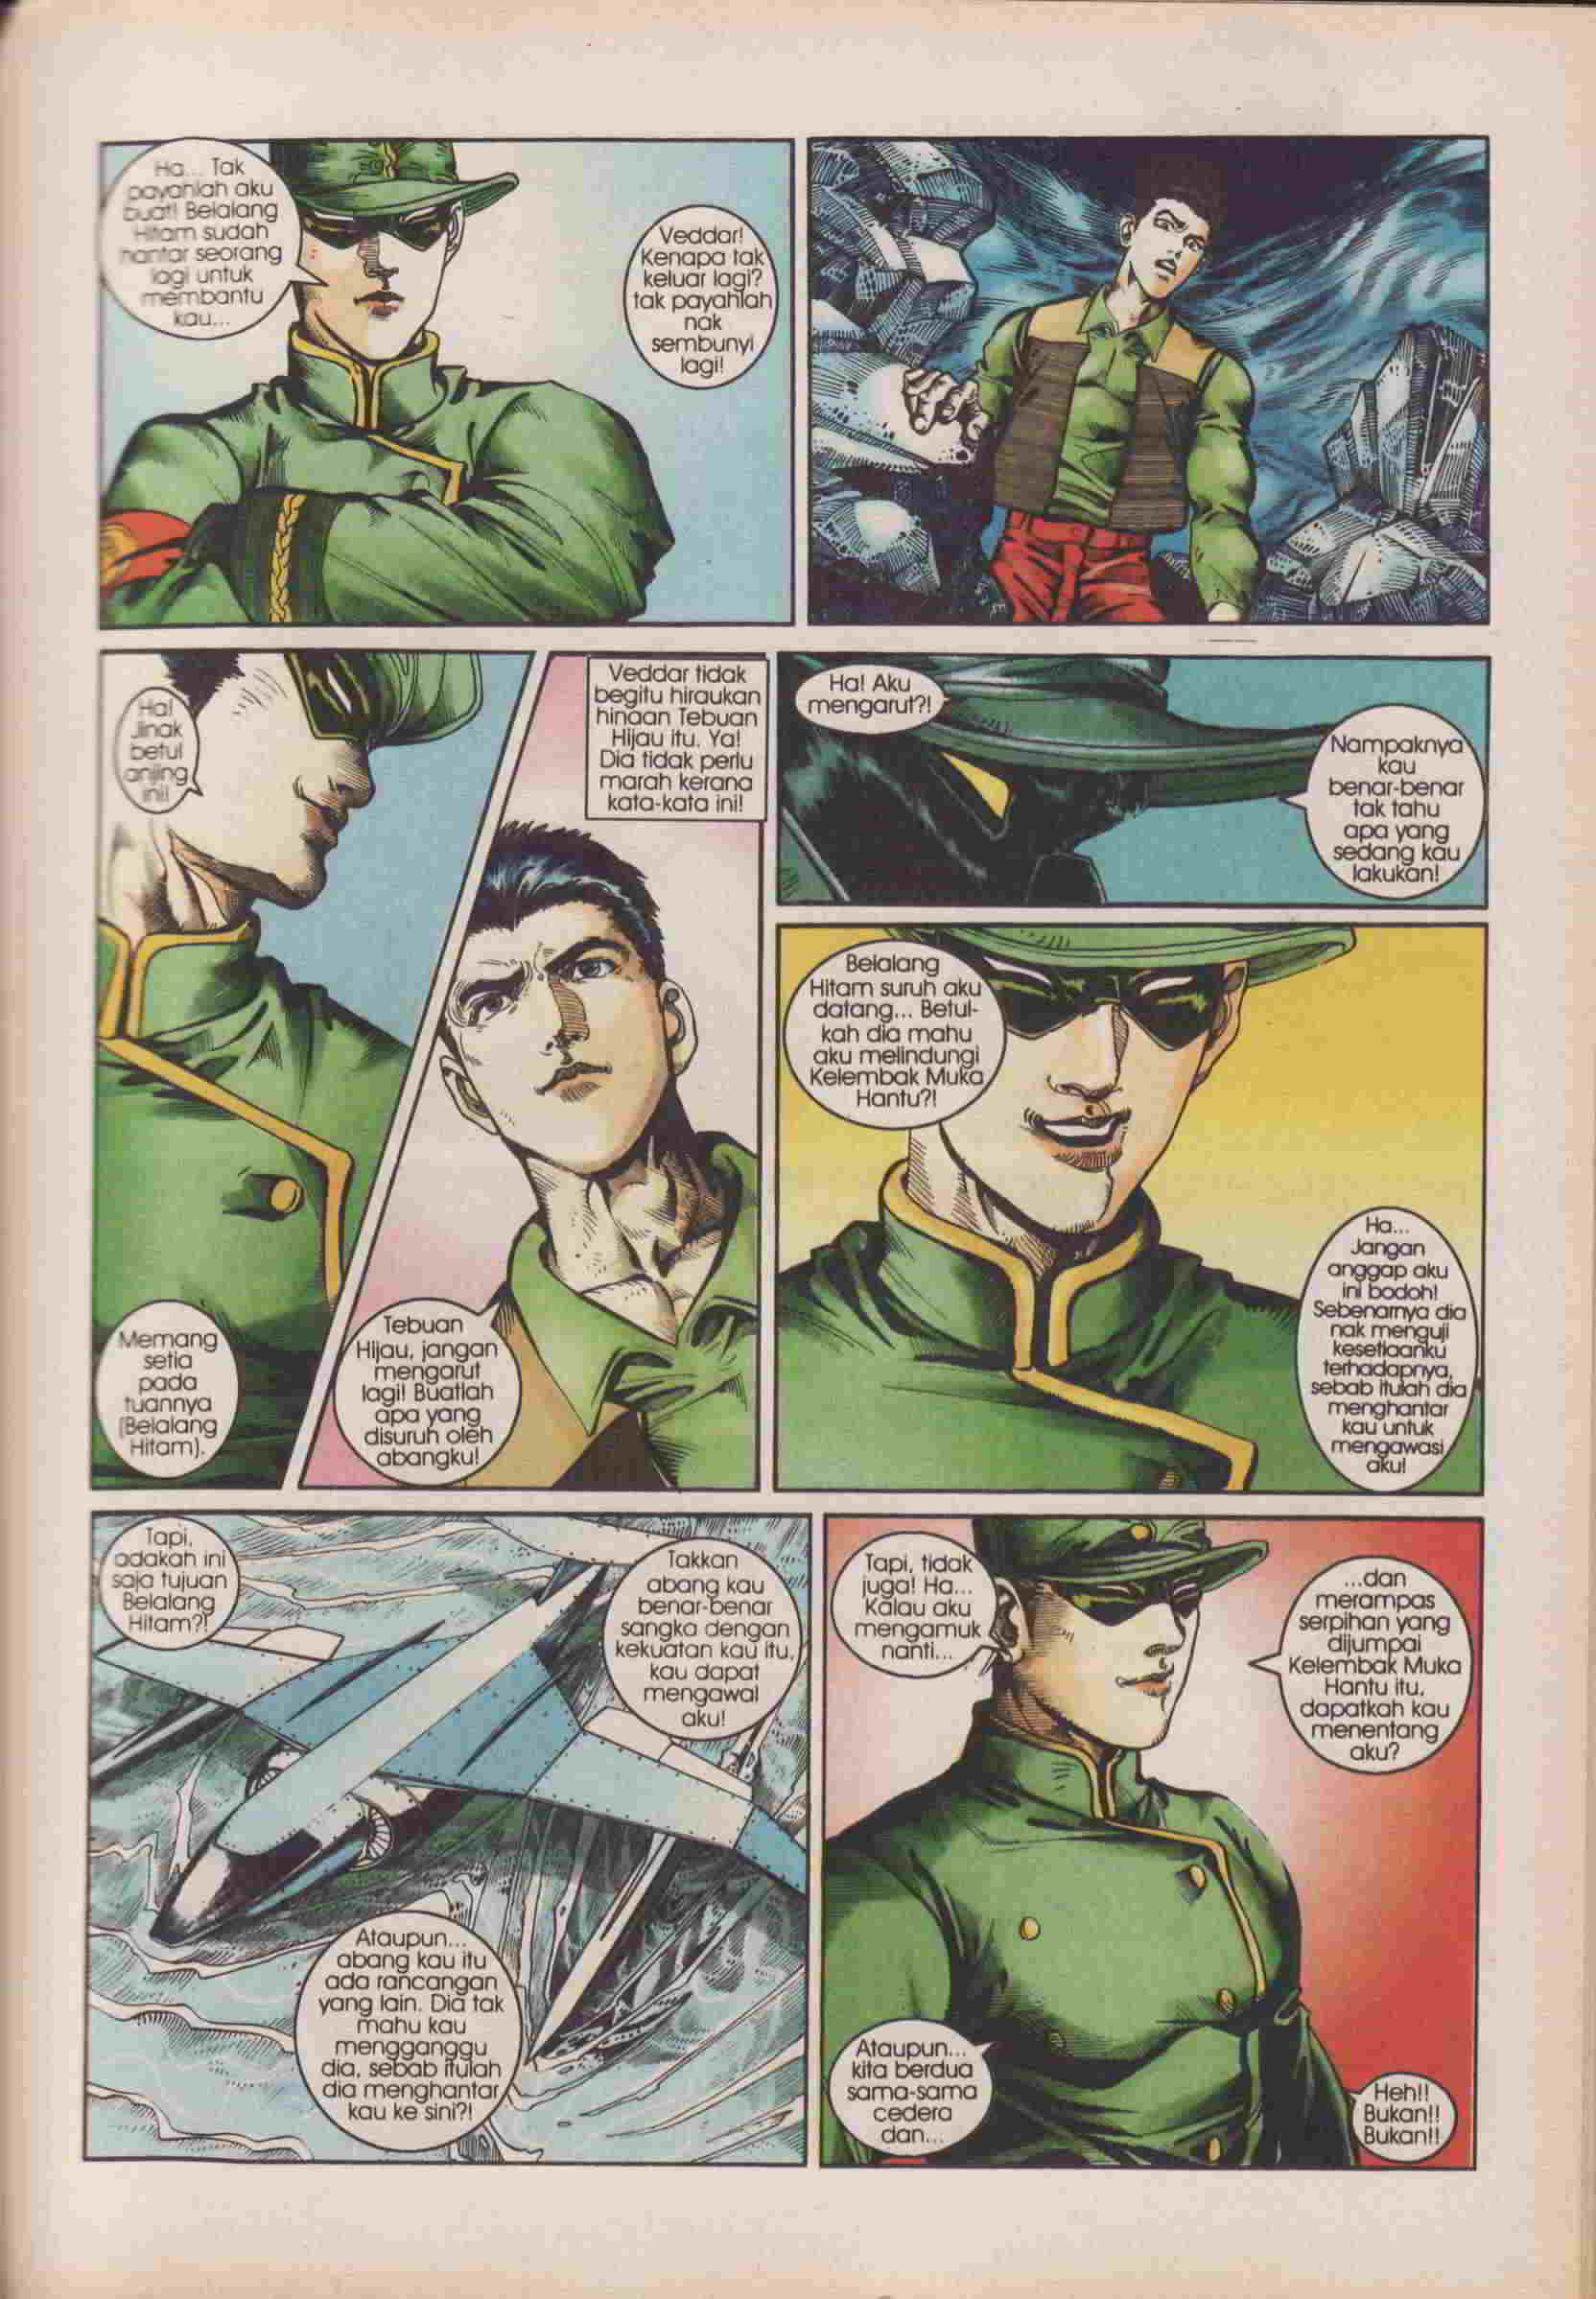 Ha... Tak
payahlah aku
buat! Belalang
Hitam sudah
hantar seorang
lagi untuk
membantu
kau...
Veddar!
Kenapa tak
keluar lagi?
tak payahlah
nak
sembunyi
lagi!
Ha!
Jinak
betul
anjing
ini!
Memang
setia
pada
tuannya
(Belalang
Hitam).
Veddar tidak
begitu hiraukan
hinaan Tebuan
Hijau itu. Ya!
Dia tidak perlu
marah kerana
kata-kata ini!
Tebuan
Hijau, jangan
mengarut
lagi! Buatlah
apa yang
disuruh oleh
abangku!
Ha! Aku
mengarut?!
Nampaknya
kau
benar-benar
tak tahu
apa yang
sedang kau
lakukan!
Belalang
Hitam suruh aku
datang... Betul-
kah dia mahu
aku melindungi
Kelembak Muka
Hantu?!
Ha...
Jangan
anggap aku
ini bodoh!
Sebenarnya dia
nak menguji
kesetiaanku
terhadapnya,
sebab itulah dia
menghantar
kau untuk
mengawasi
aku!
Tapi,
adakah ini
saja tujuan
Belalang
Hitam?!
Takkan
abang kau
benar-benar
sangka dengan
kekuatan kau itu,
kau dapat
mengawal
aku!
Ataupun...
abang kau itu
ada rancangan
yang lain. Dia tak
mahu kau
mengganggu
dia, sebab itulah
dia menghantar
kau ke sini?!
Tapi, tidak
juga! Ha...
Kalau aku
mengamuk
nanti...
...dan
merampas
serpihan yang
dijumpai
Kelembak Muka
Hantu itu,
dapatkah kau
menentang
aku?
Ataupun...
kita berdua
sama-sama
cedera
dan...
Heh!!
Bukan!!
Bukan!!